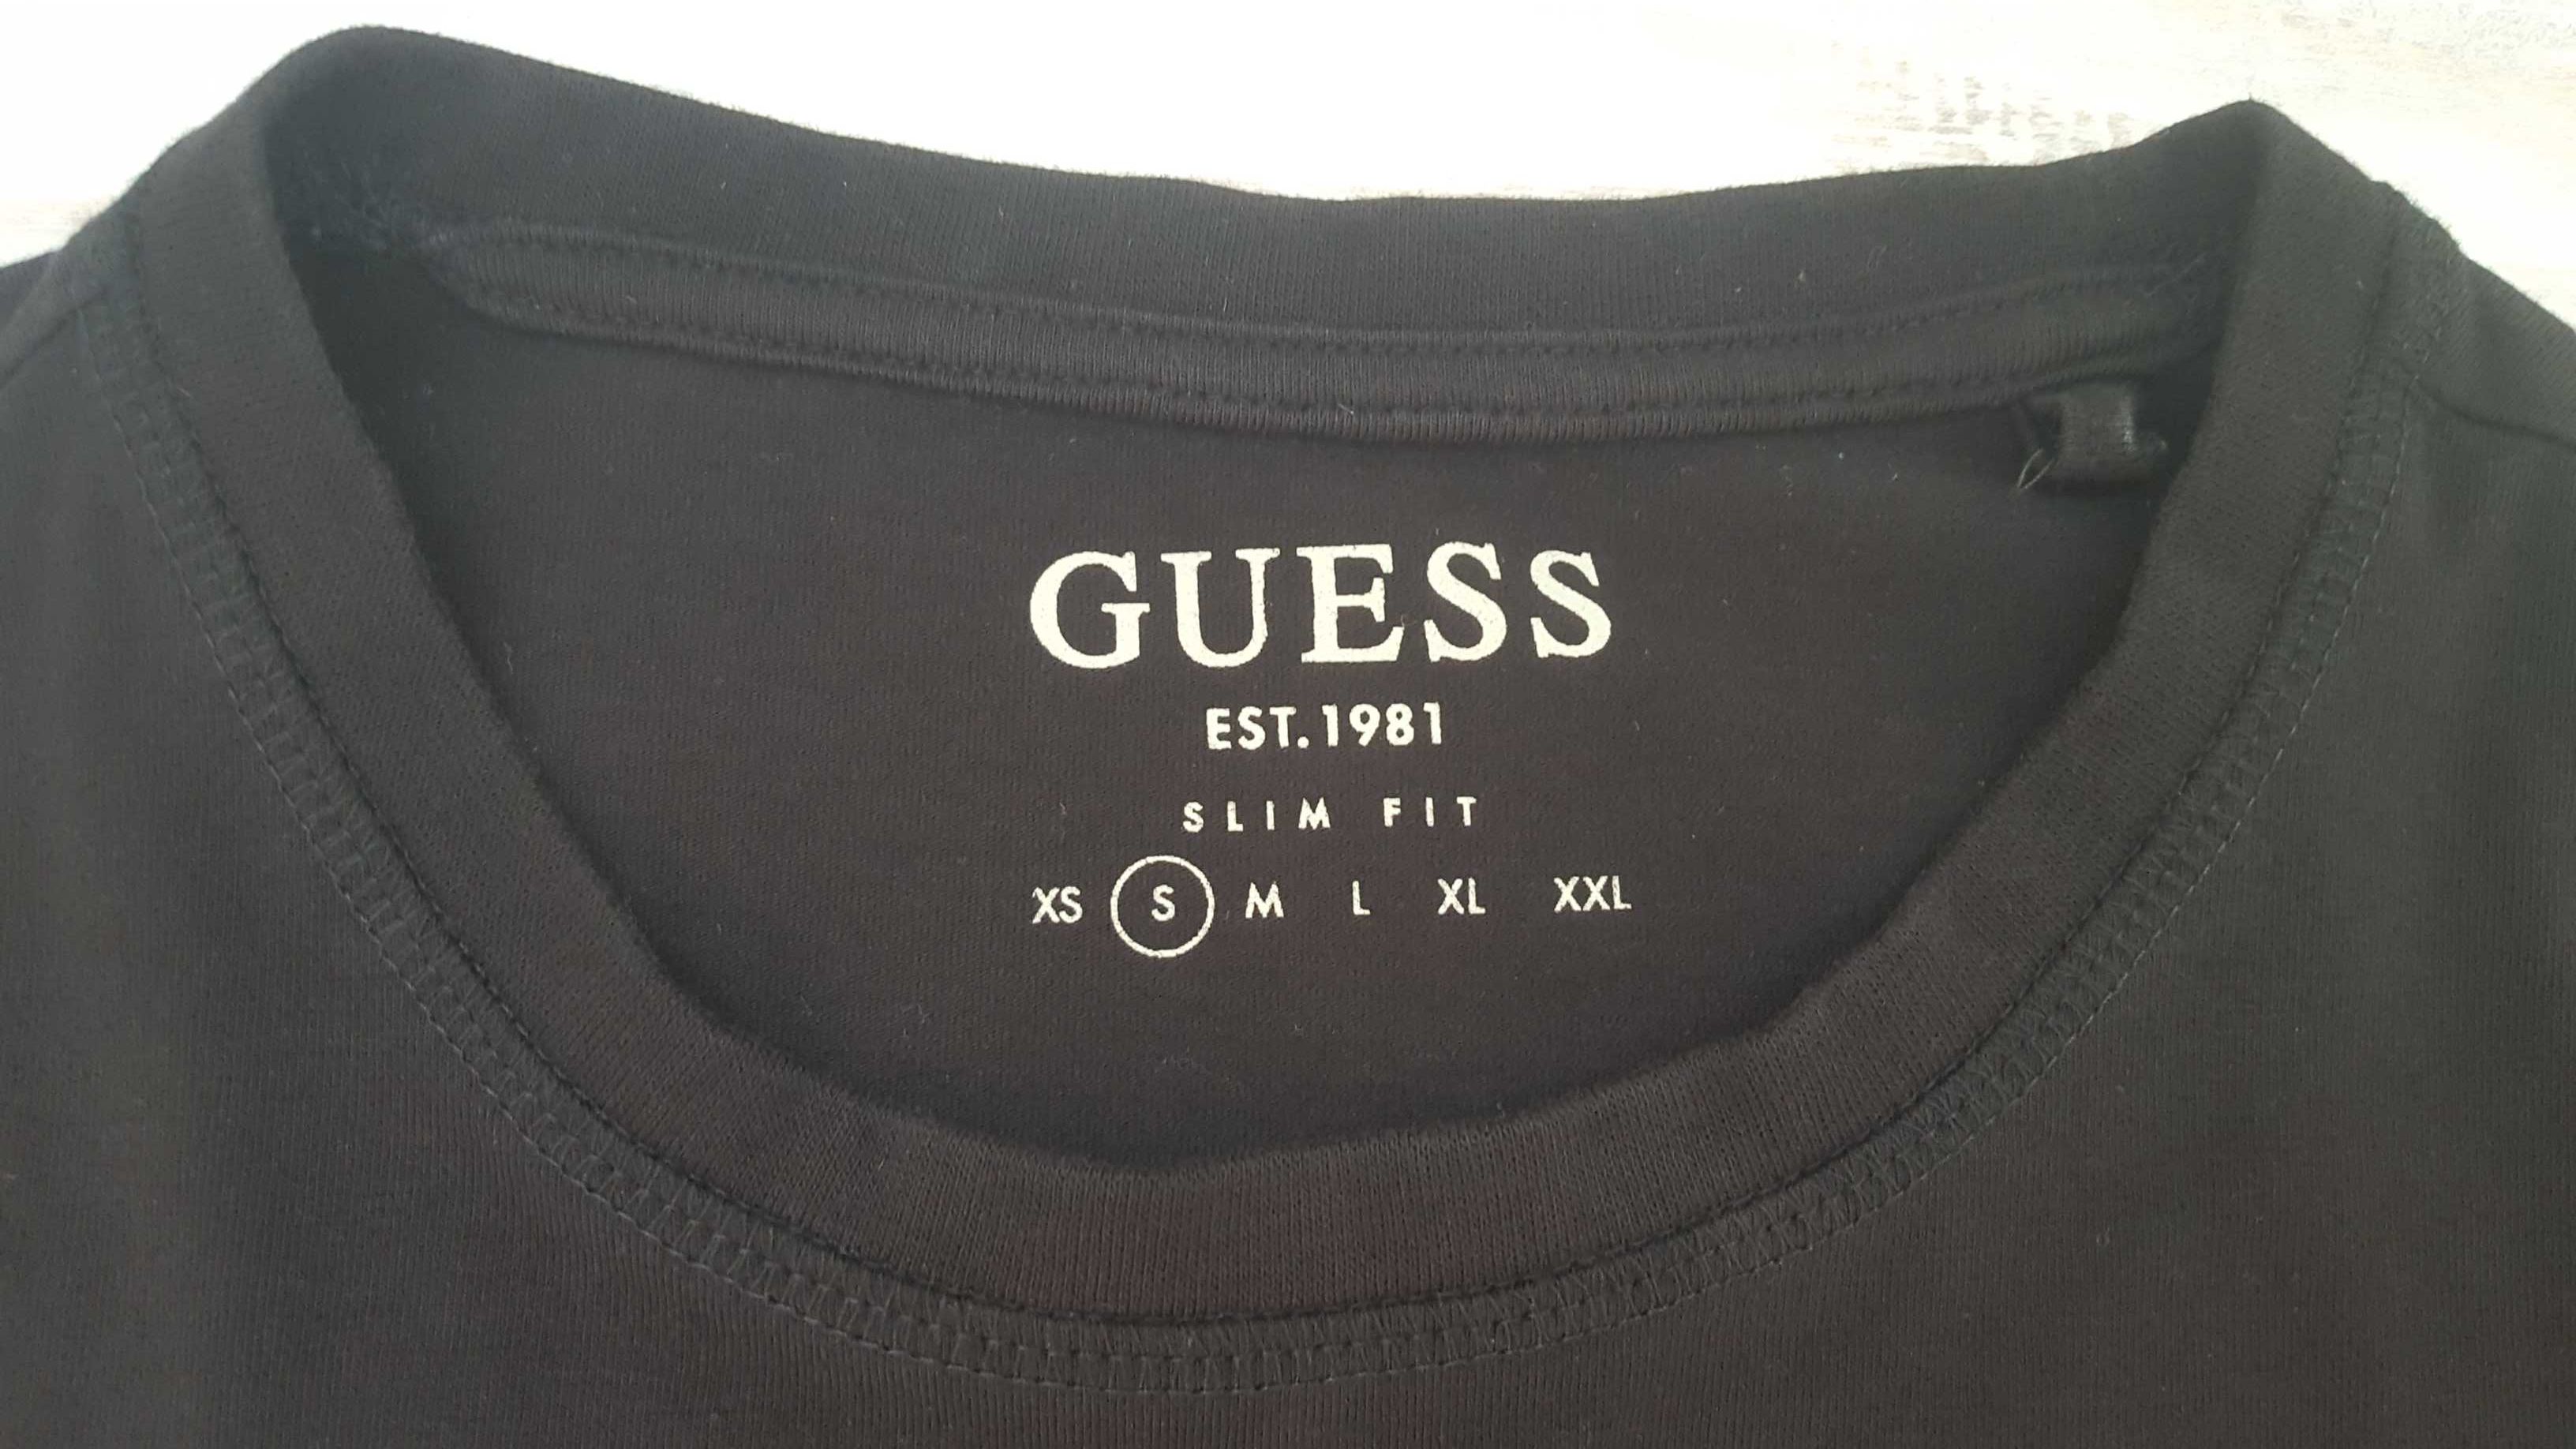 GUESS
EST.1981
SLIM FIT
XS S M L XL XXL